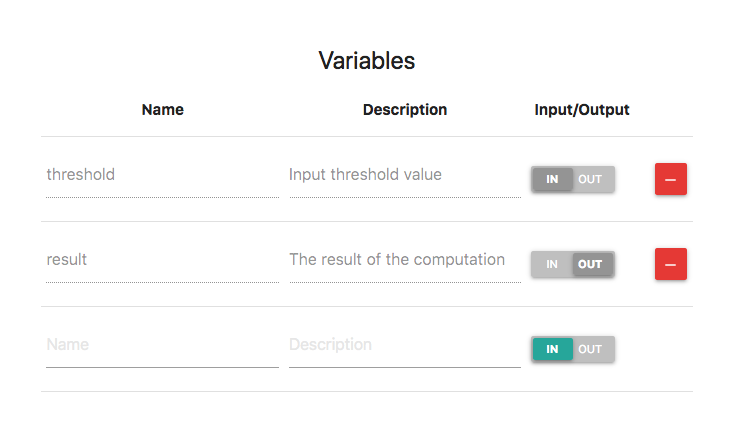 Variables
Name Description Input/Output
threshold Input threshold value IN OUT —
result The result of the computation IN OUT —
Name Description IN OUT